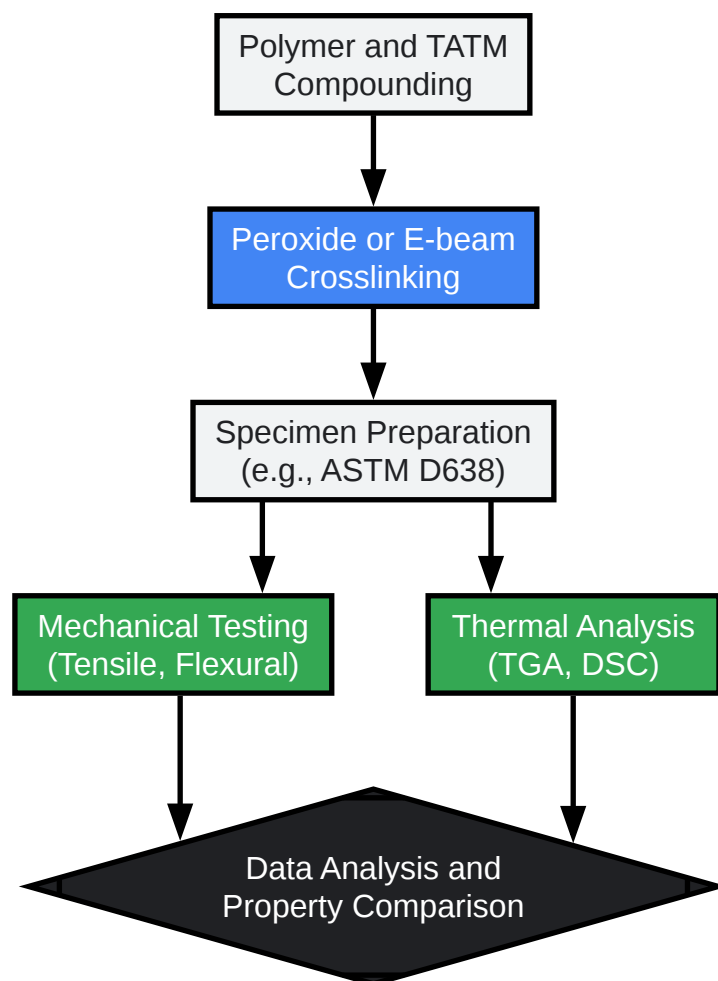 Polymer and TATM
Compounding
Peroxide or E-beam
Crosslinking
Specimen Preparation
(e.g., ASTM D638)
Mechanical Testing
(Tensile, Flexural)
Thermal Analysis
(TGA, DSC)
Data Analysis and
Property Comparison